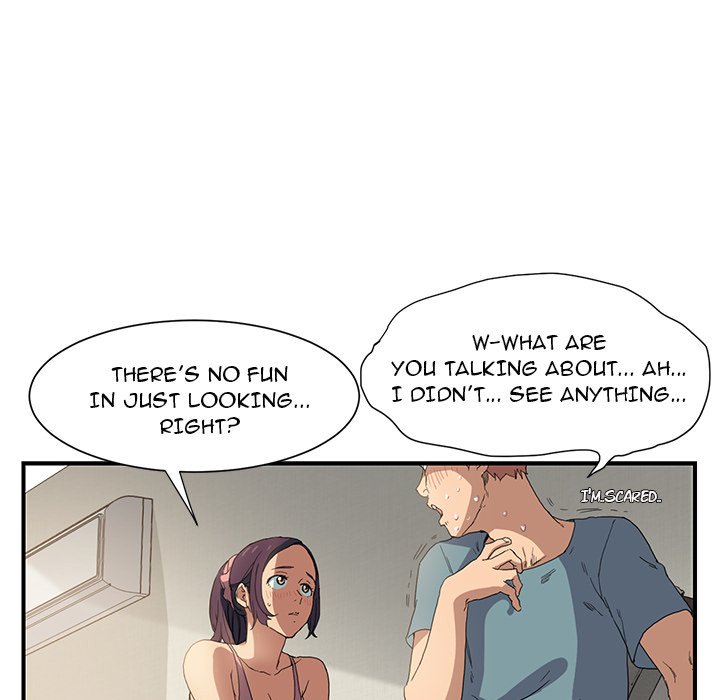 THERE'S NO FUN
IN JUST LOOKING...
RIGHT?
W-WHAT ARE
YOU TALKING ABOUT... AH...
I DIDN'T... SEE ANYTHING...
I'M.SCARED.